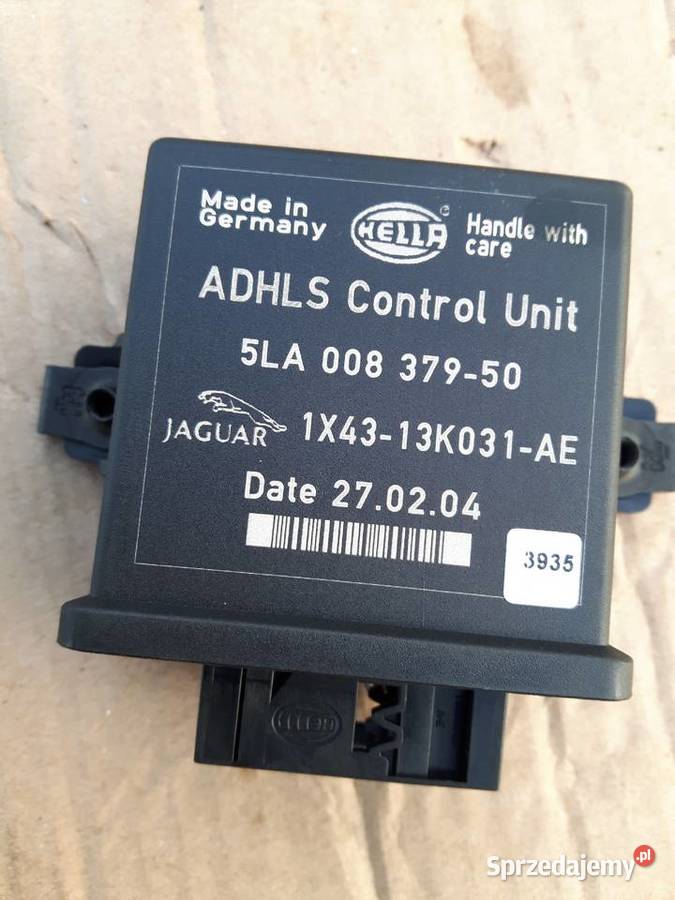 Made in
Germany
HELLA
Handle with
care
ADHLS Control Unit
5LA 008 379-50
JAGUAR
1X43-13K031-AE
Date 27.02.04
3935
HELLA
Sprzedajemy.pl